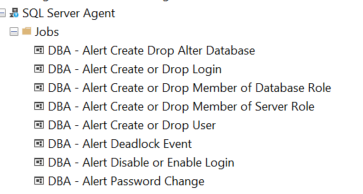 SQL Server Agent
Jobs
DBA - Alert Create Drop Alter Database
DBA - Alert Create or Drop Login
DBA - Alert Create or Drop Member of Database Role
DBA - Alert Create or Drop Member of Server Role
DBA - Alert Create or Drop User
DBA - Alert Deadlock Event
DBA - Alert Disable or Enable Login
DBA - Alert Password Change